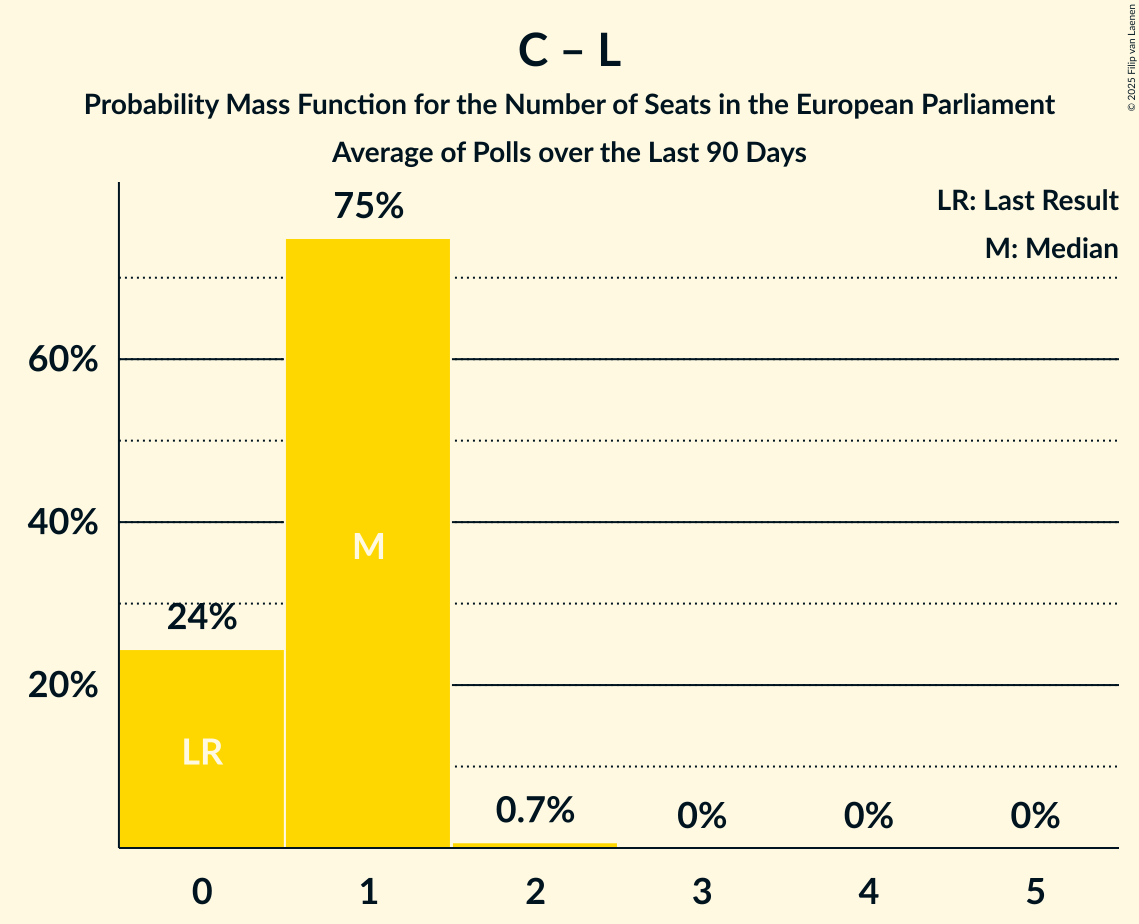 C – L
Probability Mass Function for the Number of Seats in the European Parliament
Average of Polls over the Last 90 Days
© 2025 Filip van Laenen
LR: Last Result
M: Median
75%
60%
40%
20%
24%
M
LR
0.7%
0%
0%
0%
0
1
2
3
4
5